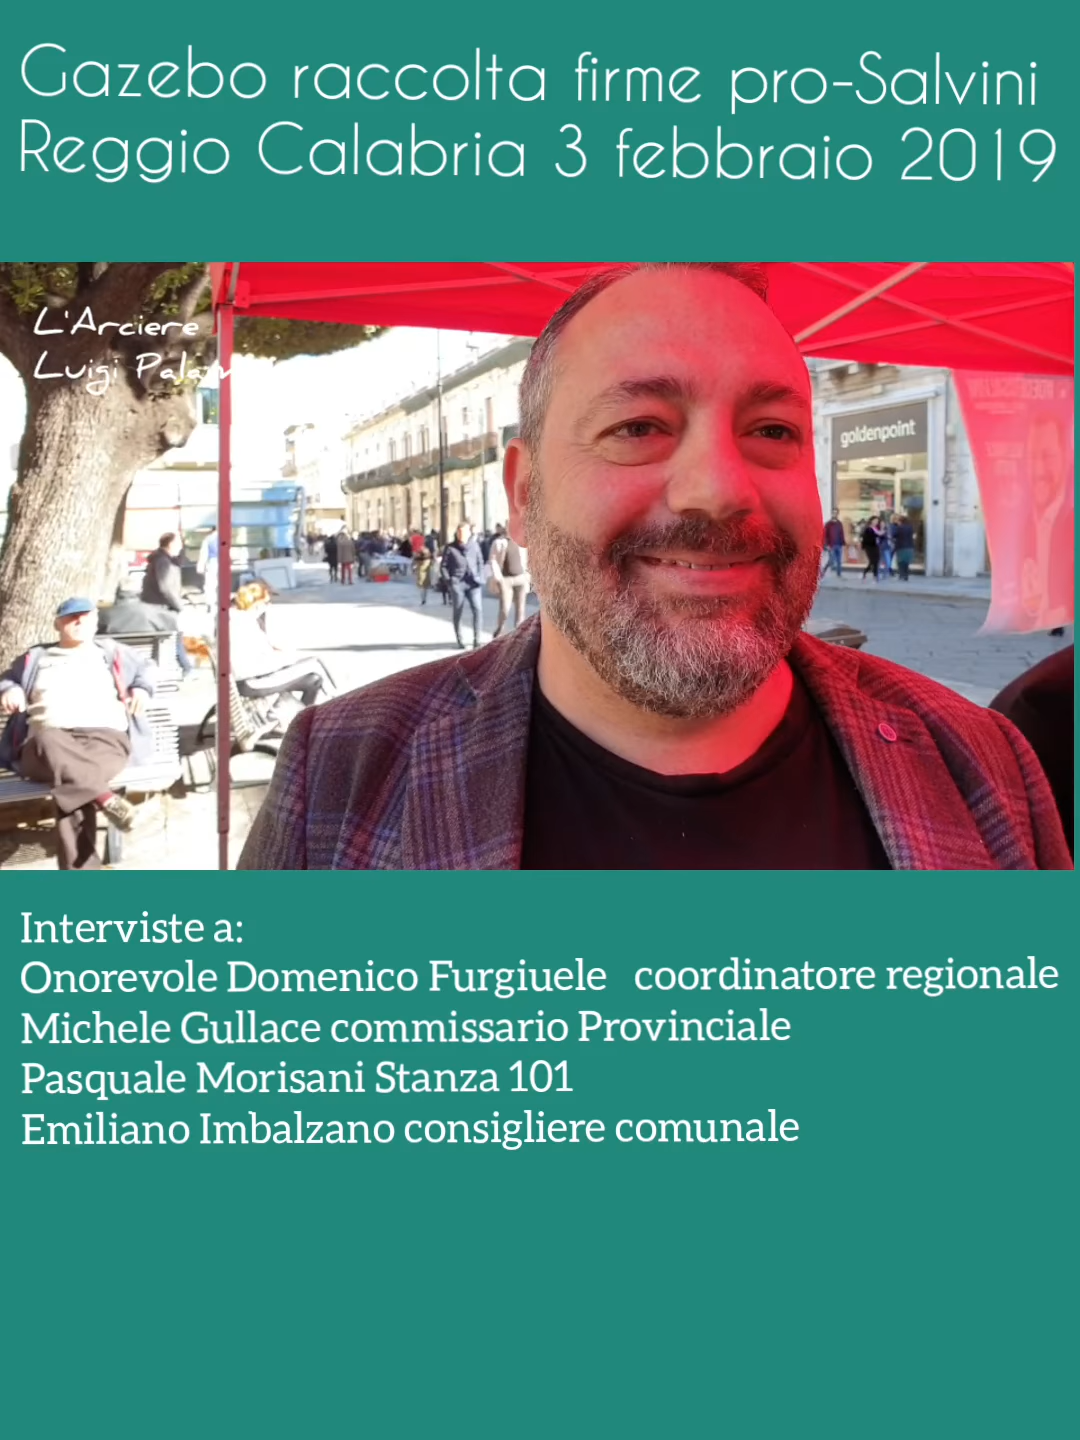 Gazebo raccolta firme pro-Salvini
Reggio Calabria 3 febbraio 2019
L'Arciere
Luigi
goldenpoint
Interviste a:
Onorevole Domenico Furgiuele coordinatore regionale
Michele Gullace commissario Provinciale
Pasquale Morisani Stanza 101
Emiliano Imbalzano consigliere comunale